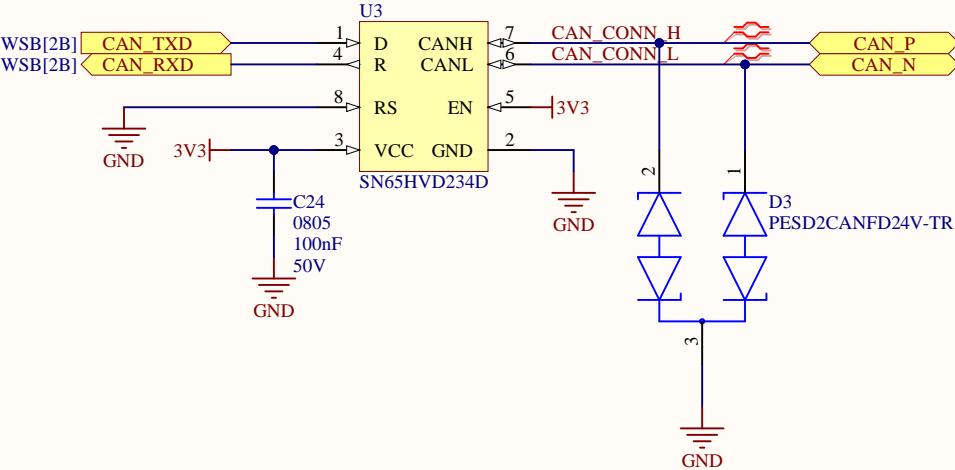 U3
WSB[2B] CAN_TXD 1 D CANH 7 CAN_CONN_H CAN_P
WSB[2B] CAN_RXD 4 R CANL 6 CAN_CONN_L CAN_N
GND 8 RS EN 5 3V3
3V3 3 VCC GND 2 GND
SN65HVD234D
C24
0805
100nF
50V
GND
2 1 D3
PESD2CANFD24V-TR
3
GND